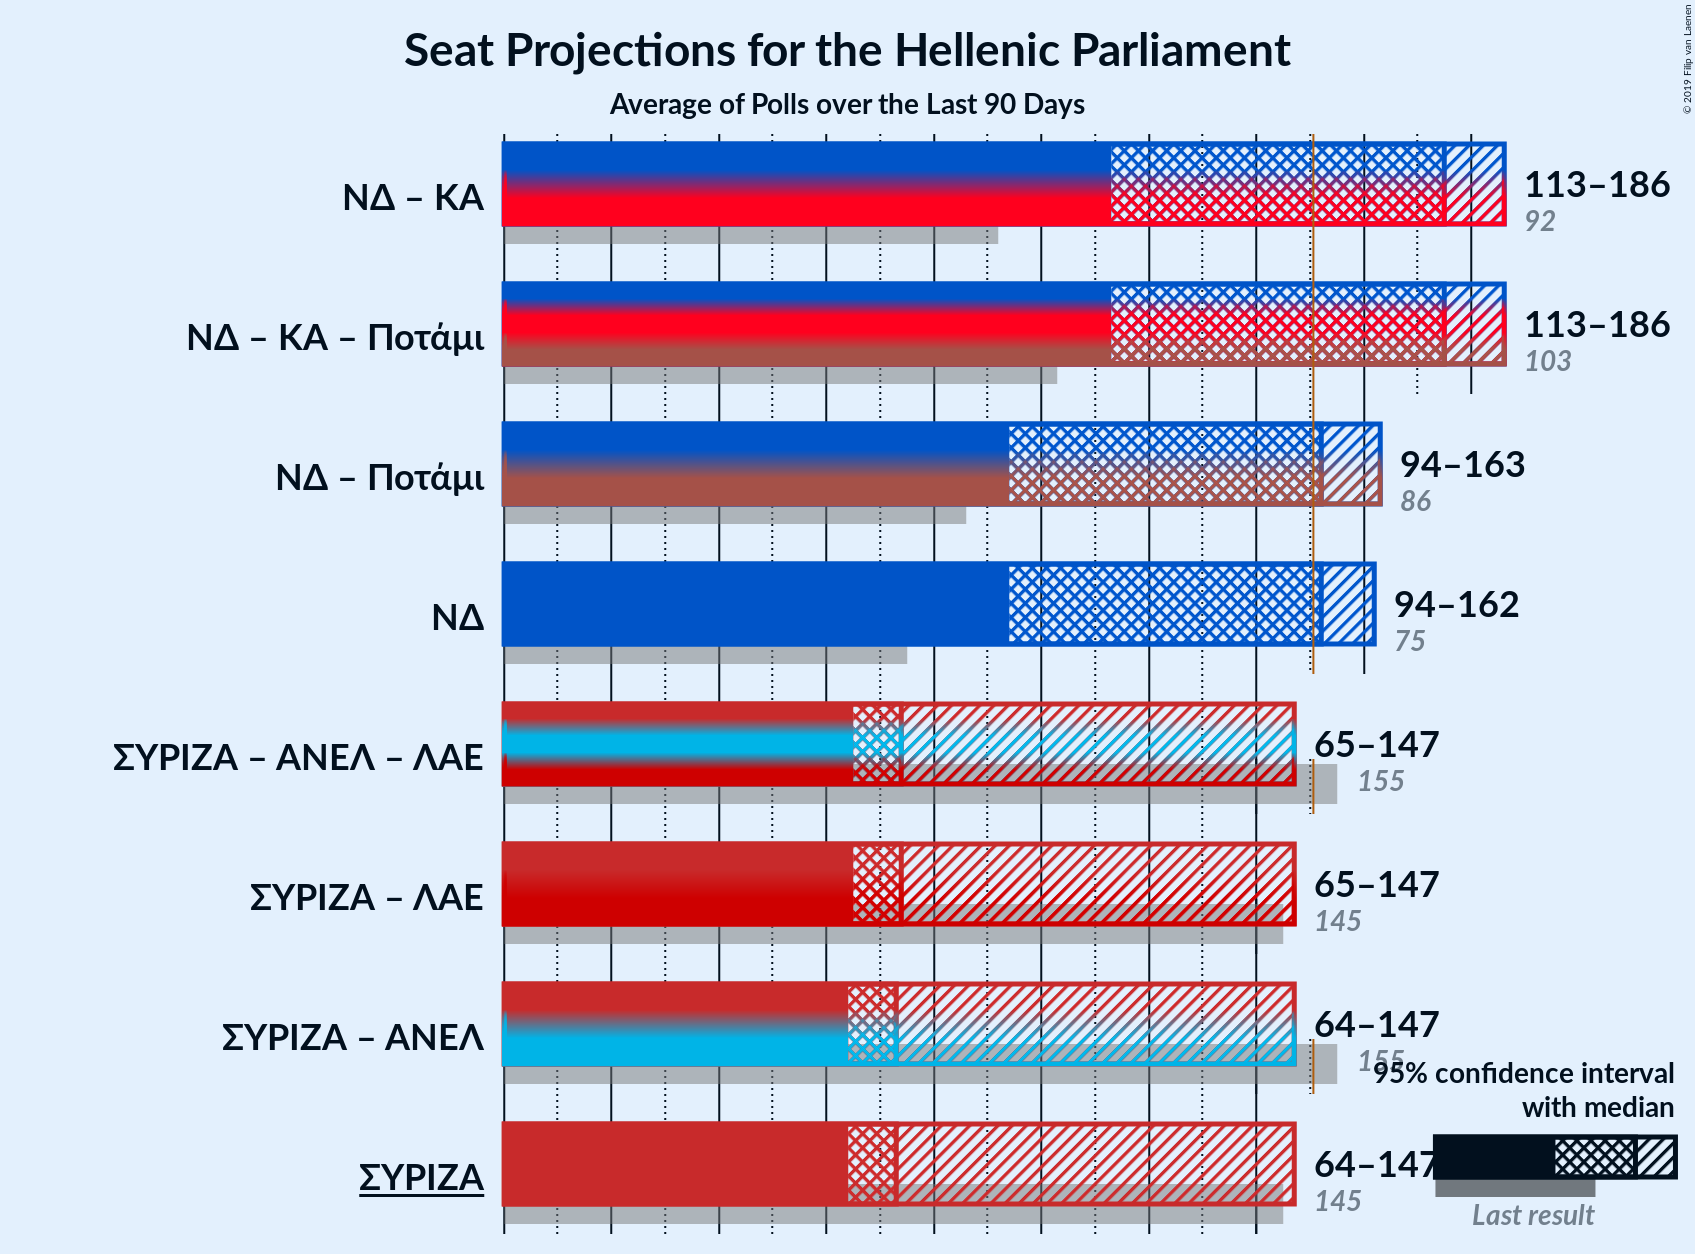 Seat Projections for the Hellenic Parliament
Average of Polls over the Last 90 Days
© 2019 Filip van Laenen
ΝΔ – ΚΑ
113–186
92
ΝΔ – ΚΑ – Ποτάμι
113–186
103
ΝΔ – Ποτάμι
94–163
86
ΝΔ
94–162
75
ΣΥΡΙΖΑ – ΑΝΕΛ – ΛΑΕ
65–147
155
ΣΥΡΙΖΑ – ΛΑΕ
65–147
145
ΣΥΡΙΖΑ – ΑΝΕΛ
64–147
155
ΣΥΡΙΖΑ
64–147
145
95% confidence interval
with median
Last result